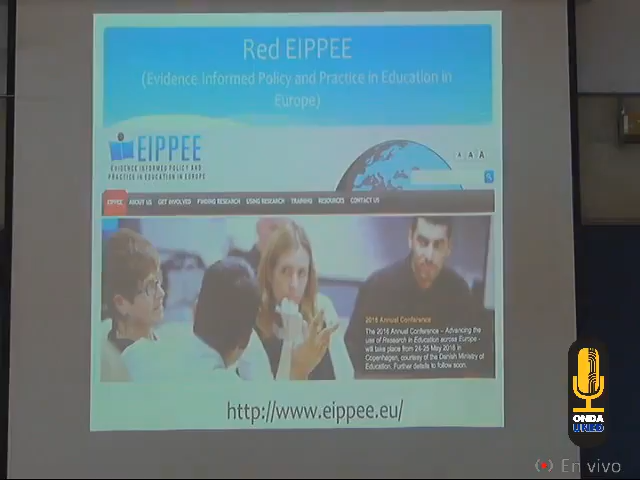 Red EIPPEE
(Evidence Informed Policy and Practice in Education in
Europe)
EIPPEE
EVIDENCE INFORMED POLICY AND
PRACTICE IN EDUCATION IN EUROPE
A A A
EIPPEE ABOUT US GET INVOLVED FINDING RESEARCH USING RESEARCH TRAINING RESOURCES CONTACT US
2016 Annual Conference
The 2016 Annual Conference – Advancing the
use of Research in Education across Europe -
will take place from 24-25 May 2016 in
Copenhagen, courtesy of the Danish Ministry of
Education. Further details to follow soon.
http://www.eippee.eu/
ONDA
UNED
En vivo